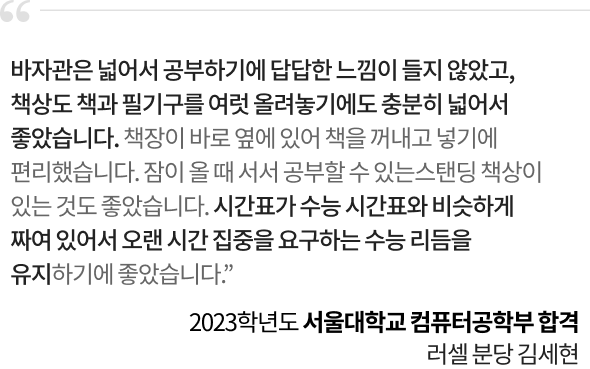 “
바자관은 넓어서 공부하기에 답답한 느낌이 들지 않았고,
책상도 책과 필기구를 여럿 올려놓기에도 충분히 넓어서
좋았습니다. 책장이 바로 옆에 있어 책을 꺼내고 넣기에
편리했습니다. 잠이 올 때 서서 공부할 수 있는스탠딩 책상이
있는 것도 좋았습니다. 시간표가 수능 시간표와 비슷하게
짜여 있어서 오랜 시간 집중을 요구하는 수능 리듬을
유지하기에 좋았습니다.”
2023학년도 서울대학교 컴퓨터공학부 합격
러셀 분당 김세현